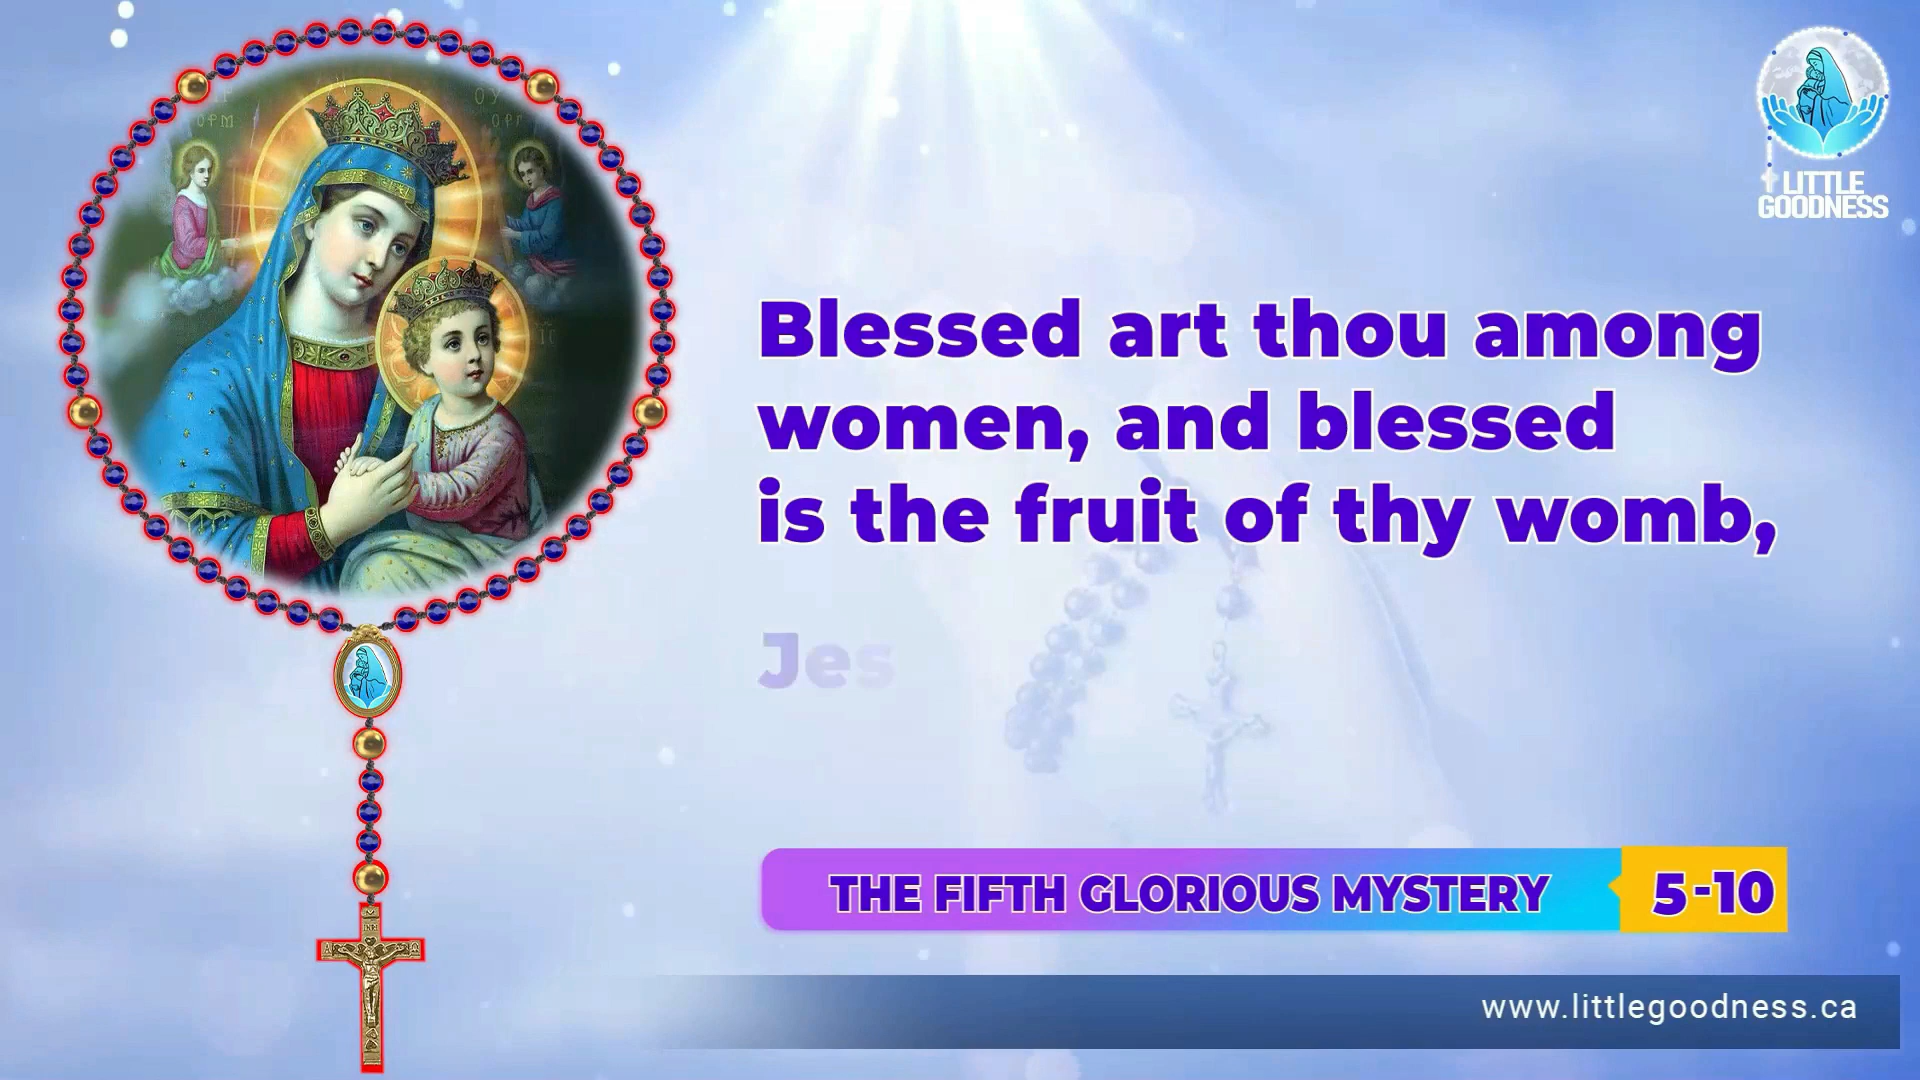 LITTLE
GOODNESS
Blessed art thou among
women, and blessed
is the fruit of thy womb,
Jes
THE FIFTH GLORIOUS MYSTERY 5-10
www.littlegoodness.ca